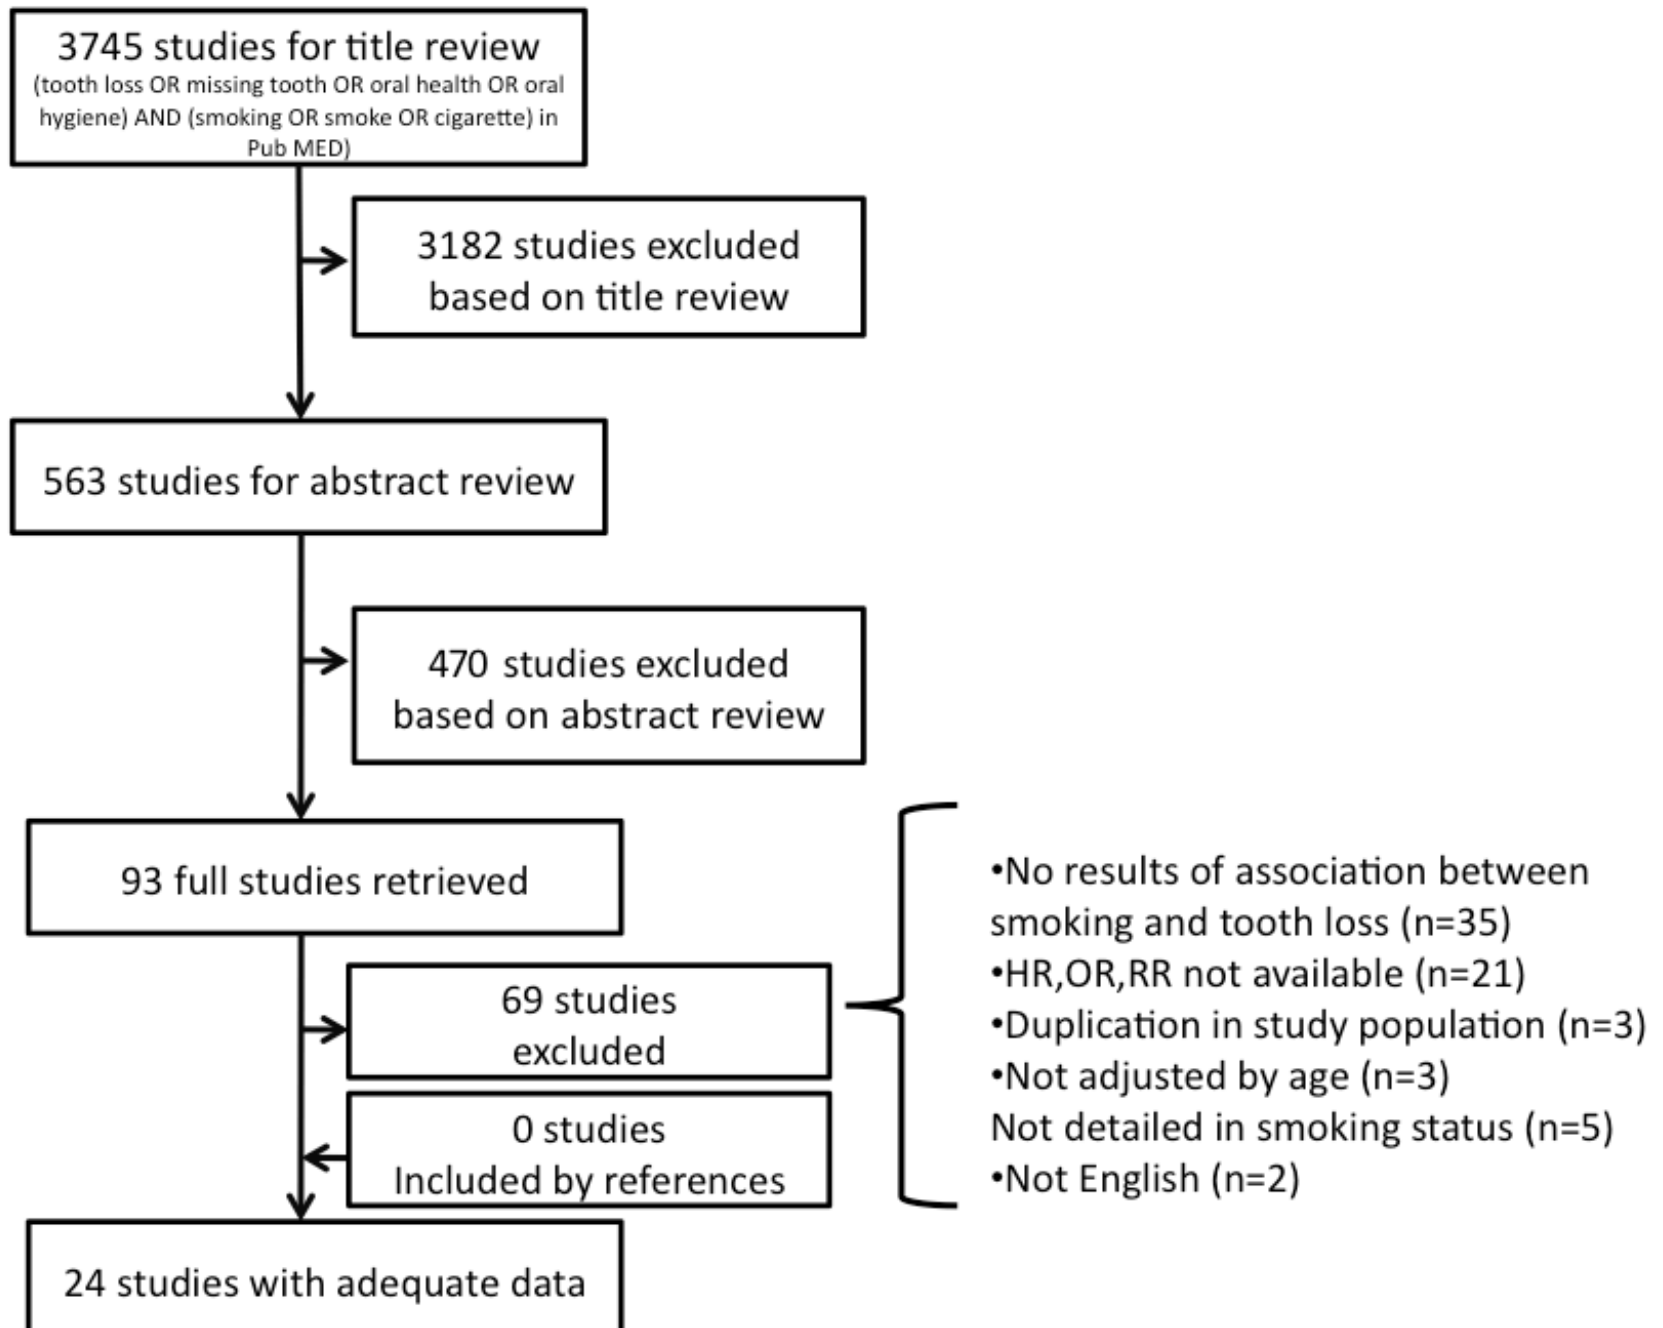 3745 studies for title review
(tooth loss OR missing tooth OR oral health OR oral
hygiene) AND (smoking OR smoke OR cigarette) in
Pub MED)
3182 studies excluded
based on title review
563 studies for abstract review
470 studies excluded
based on abstract review
93 full studies retrieved
69 studies
excluded
•No results of association between
smoking and tooth loss (n=35)
•HR,OR,RR not available (n=21)
•Duplication in study population (n=3)
•Not adjusted by age (n=3)
Not detailed in smoking status (n=5)
•Not English (n=2)
0 studies
Included by references
24 studies with adequate data